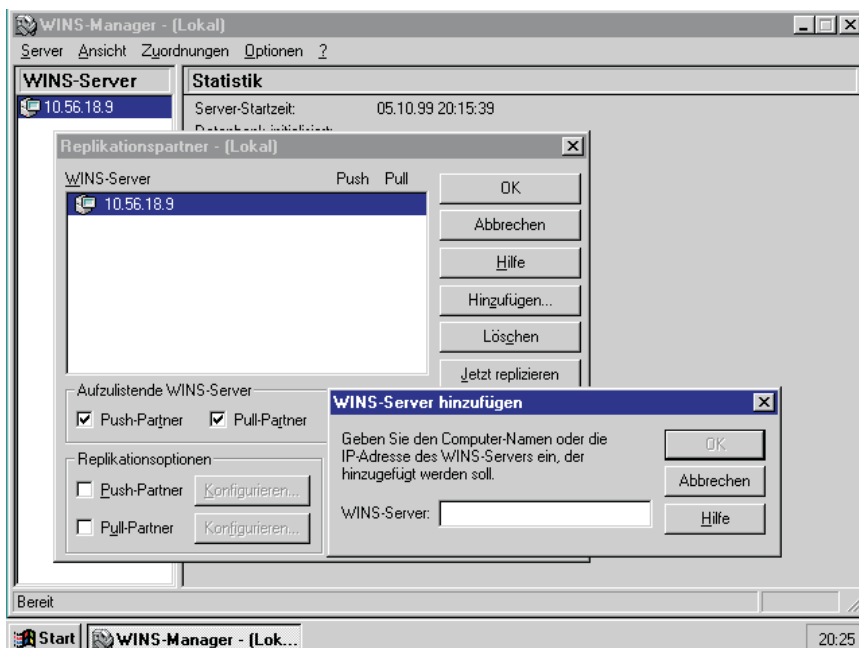 WINS-Manager - (Lokal)
Server Ansicht Zuordnungen Optionen ?
WINS-Server Statistik
10.56.18.9 Server-Startzeit: 05.10.99 20:15:39
Datenbank initialisiert:
Replikationspartner - (Lokal)
WINS-Server Push Pull
10.56.18.9
OK
Abbrechen
Hilfe
Hinzufügen...
Löschen
Jetzt replizieren
Aufzulistende WINS-Server
Push-Partner Pull-Partner
Replikationsoptionen
Push-Partner Konfigurieren...
Pull-Partner Konfigurieren...
WINS-Server hinzufügen
Geben Sie den Computer-Namen oder die
IP-Adresse des WINS-Servers ein, der
hinzugefügt werden soll.
WINS-Server:
OK
Abbrechen
Hilfe
Bereit
Start WINS-Manager - (Lok... 20:25